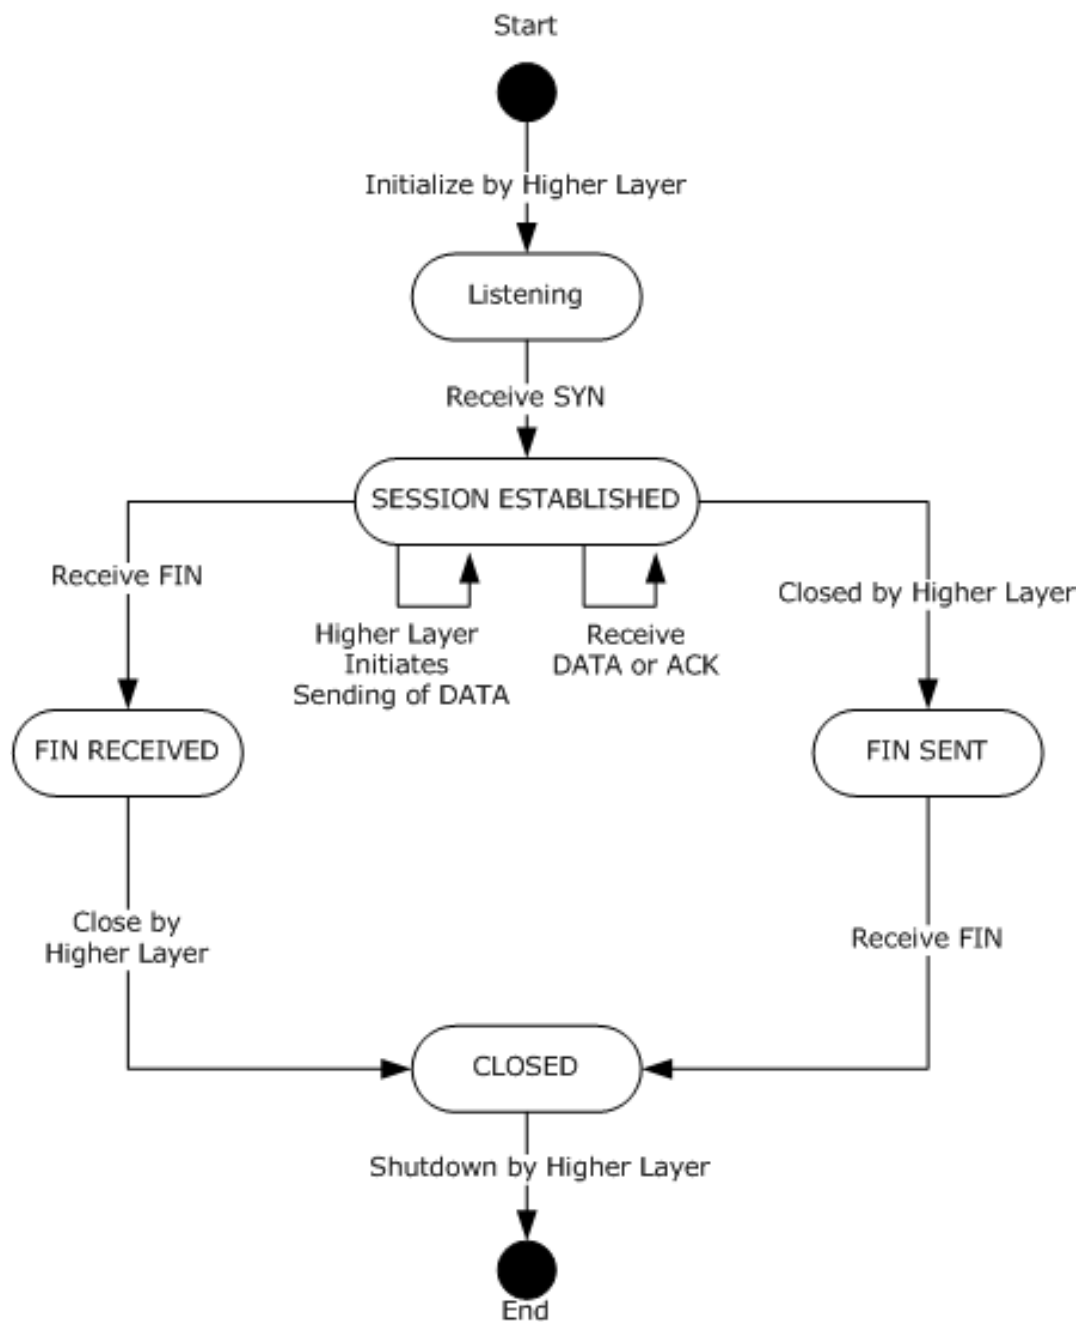 Start
Initialize by Higher Layer
Listening
Receive SYN
SESSION ESTABLISHED
Receive FIN
Closed by Higher Layer
Higher Layer
Initiates
Sending of DATA
Receive
DATA or ACK
FIN RECEIVED
FIN SENT
Close by
Higher Layer
Receive FIN
CLOSED
Shutdown by Higher Layer
End